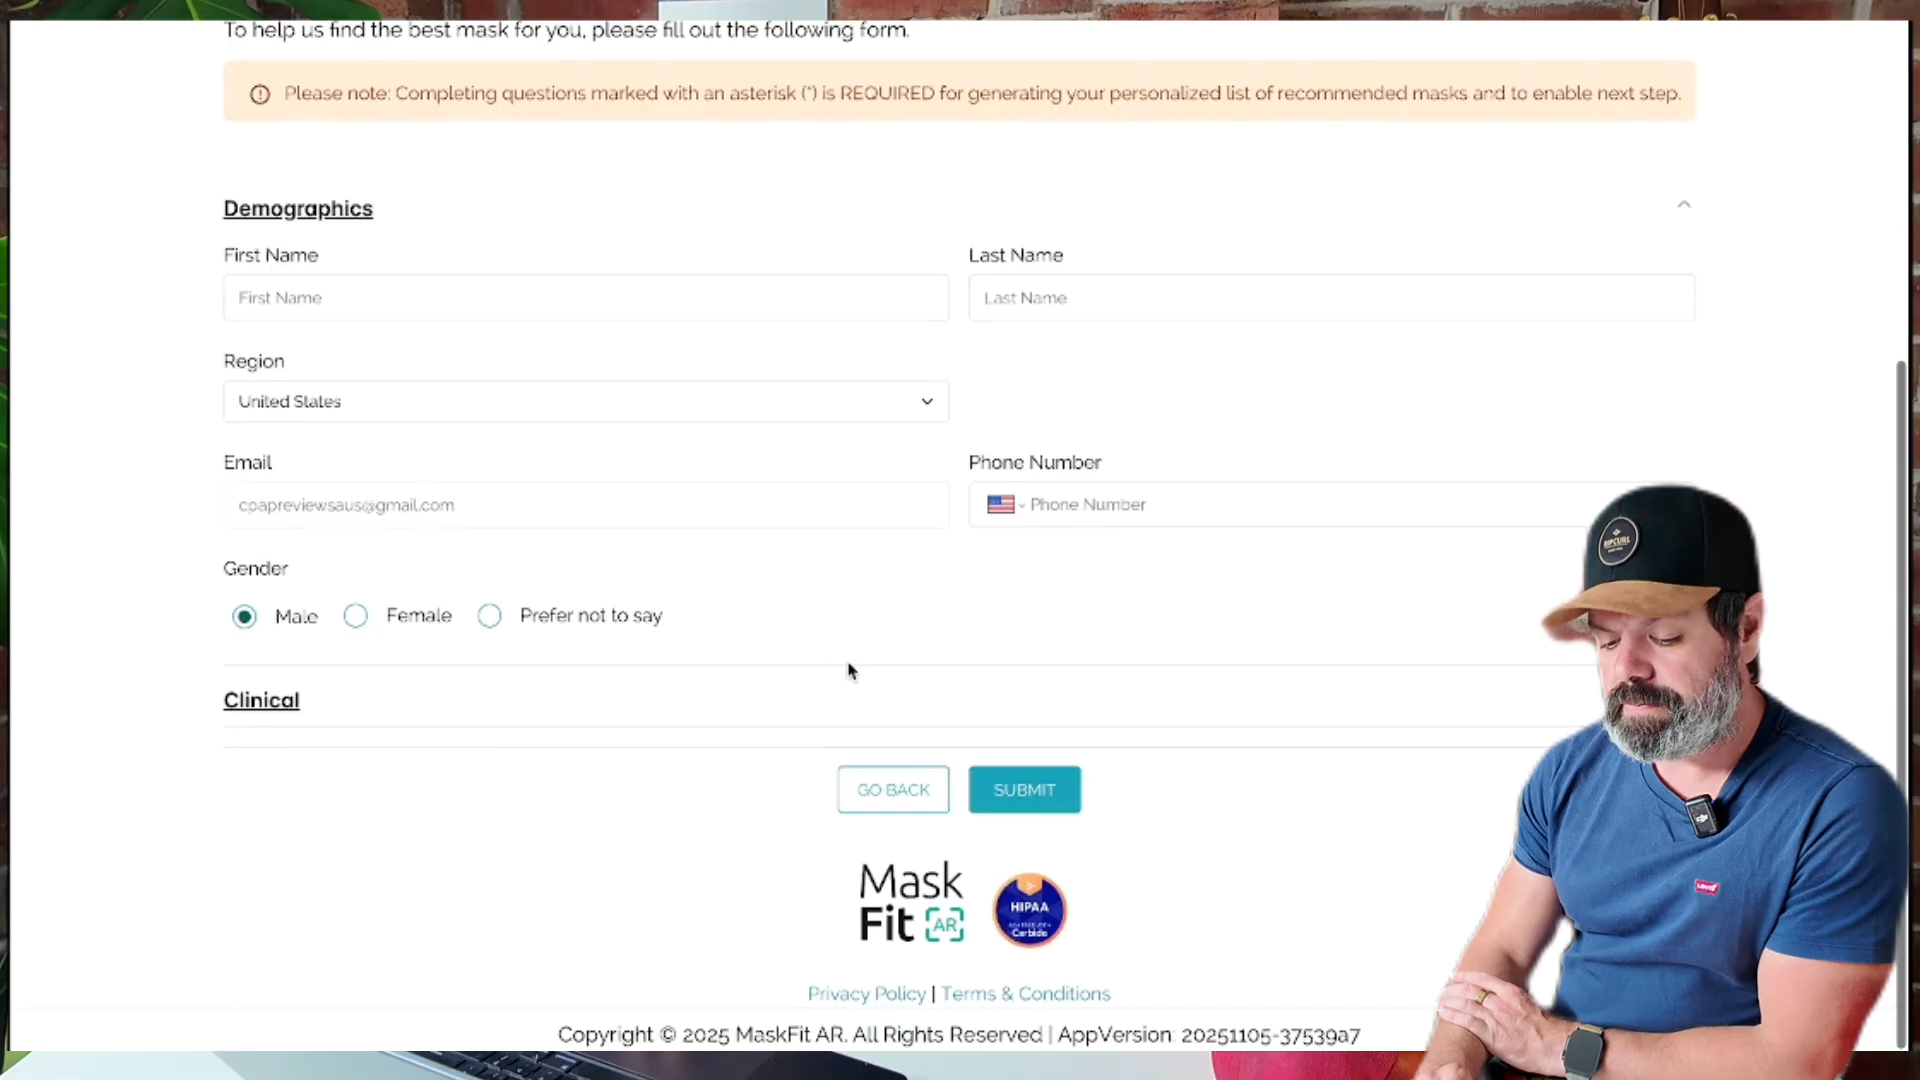 To help us find the best mask for you, please fill out the following form.
Please note: Completing questions marked with an asterisk (*) is REQUIRED for generating your personalized list of recommended masks and to enable next step.
Demographics
First Name
Last Name
First Name
Last Name
Region
United States
Email
Phone Number
cpapreviewsaus@gmail.com
Phone Number
Gender
Male
Female
Prefer not to say
Clinical
GO BACK
SUBMIT
Mask
Fit AR
HIPAA
Privacy Policy | Terms & Conditions
Copyright © 2025 MaskFit AR. All Rights Reserved | AppVersion: 20251105-37539a7
RIPCURL
Levi's